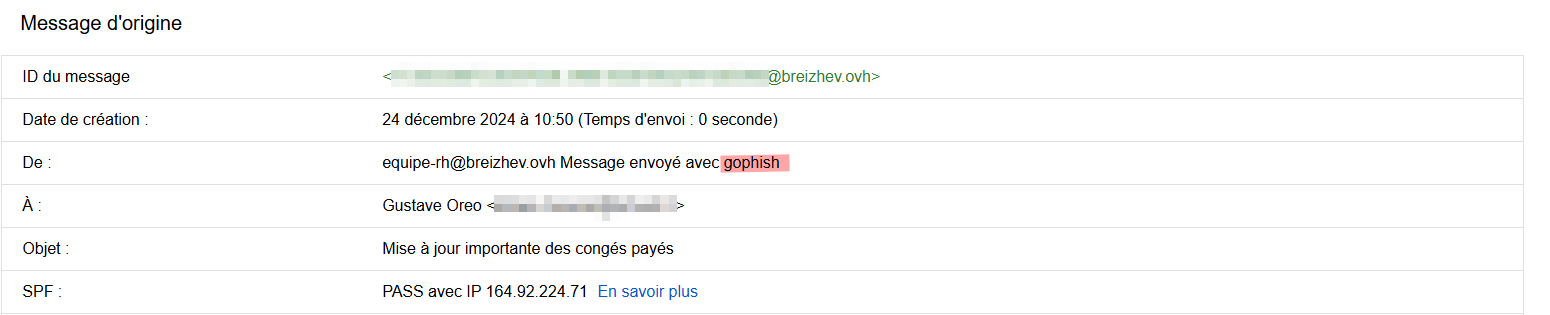 Message d'origine
ID du message < @breizhev.ovh>
Date de création : 24 décembre 2024 à 10:50 (Temps d'envoi : 0 seconde)
De : equipe-rh@breizhev.ovh Message envoyé avec gophish
À : Gustave Oreo < >
Objet : Mise à jour importante des congés payés
SPF : PASS avec IP 164.92.224.71 En savoir plus